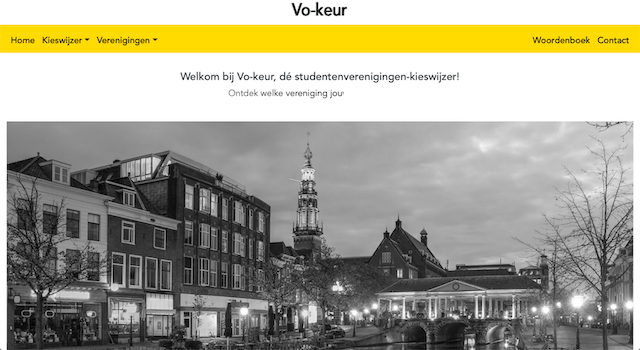 Vo-keur
Home Kieswijzer Verenigingen Woordenboek Contact
Welkom bij Vo-keur, dé studentenverenigingen-kieswijzer!
Ontdek welke vereniging jou